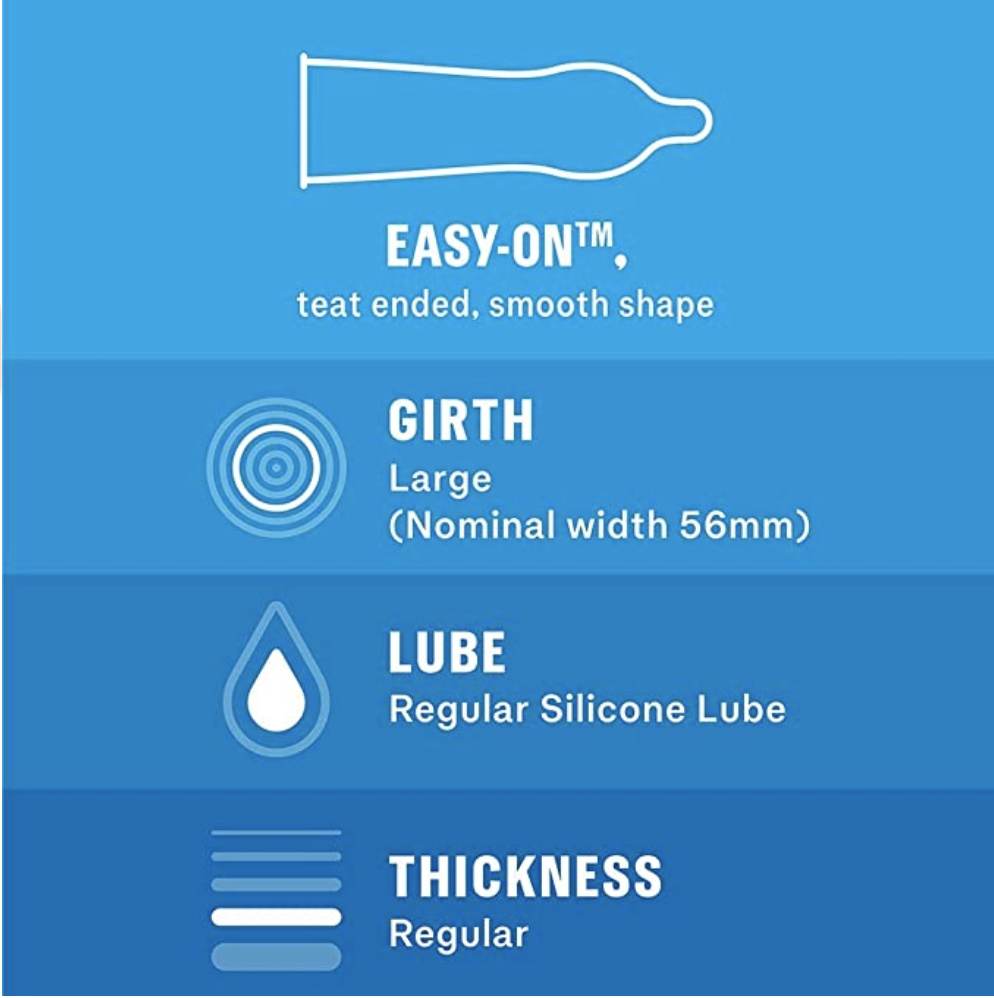 EASY-ON™,
teat ended, smooth shape
GIRTH
Large
(Nominal width 56mm)
LUBE
Regular Silicone Lube
THICKNESS
Regular